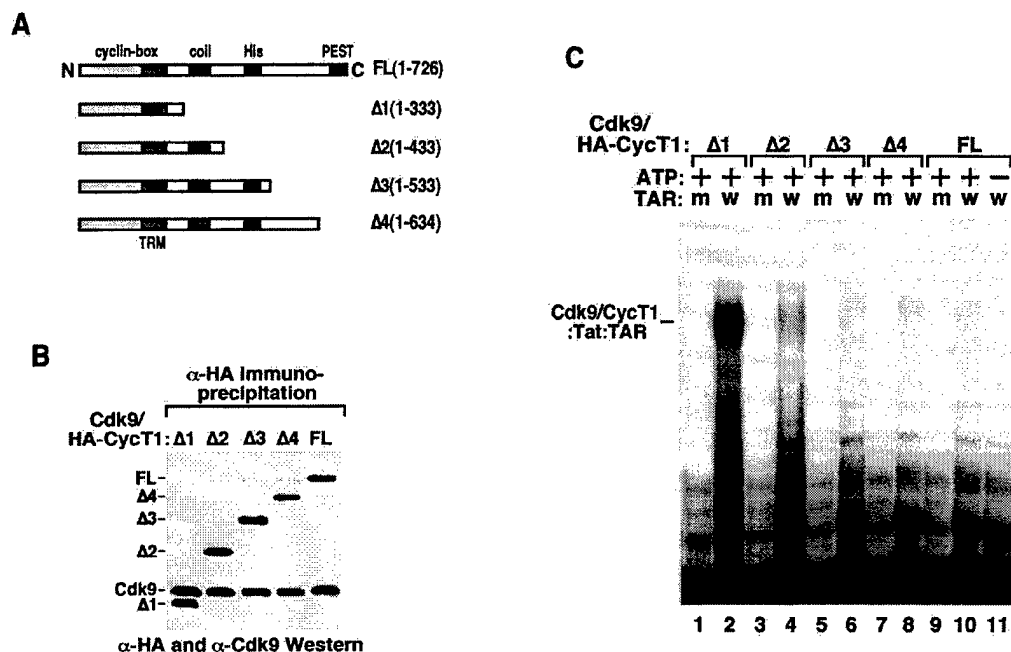 A
cyclin-box coil His PEST
N C FL(1-726)
Δ1(1-333)
Δ2(1-433)
Δ3(1-533)
Δ4(1-634)
TRM
B
α-HA Immuno-
precipitation
Cdk9/
HA-CycT1: Δ1 Δ2 Δ3 Δ4 FL
FL
Δ4
Δ3
Δ2
Cdk9
Δ1
α-HA and α-Cdk9 Western
C
Cdk9/
HA-CycT1: Δ1 Δ2 Δ3 Δ4 FL
ATP: + + + + + + + + + + −
TAR: m w m w m w m w m w w
Cdk9/CycT1
:Tat:TAR
1 2 3 4 5 6 7 8 9 10 11